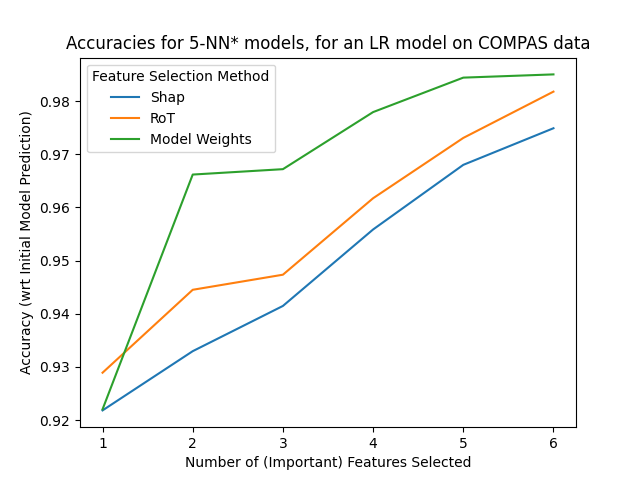 Accuracies for 5-NN* models, for an LR model on COMPAS data
Feature Selection Method
Shap
RoT
Model Weights
Accuracy (wrt Initial Model Prediction)
0.98
0.97
0.96
0.95
0.94
0.93
0.92
1 2 3 4 5 6
Number of (Important) Features Selected